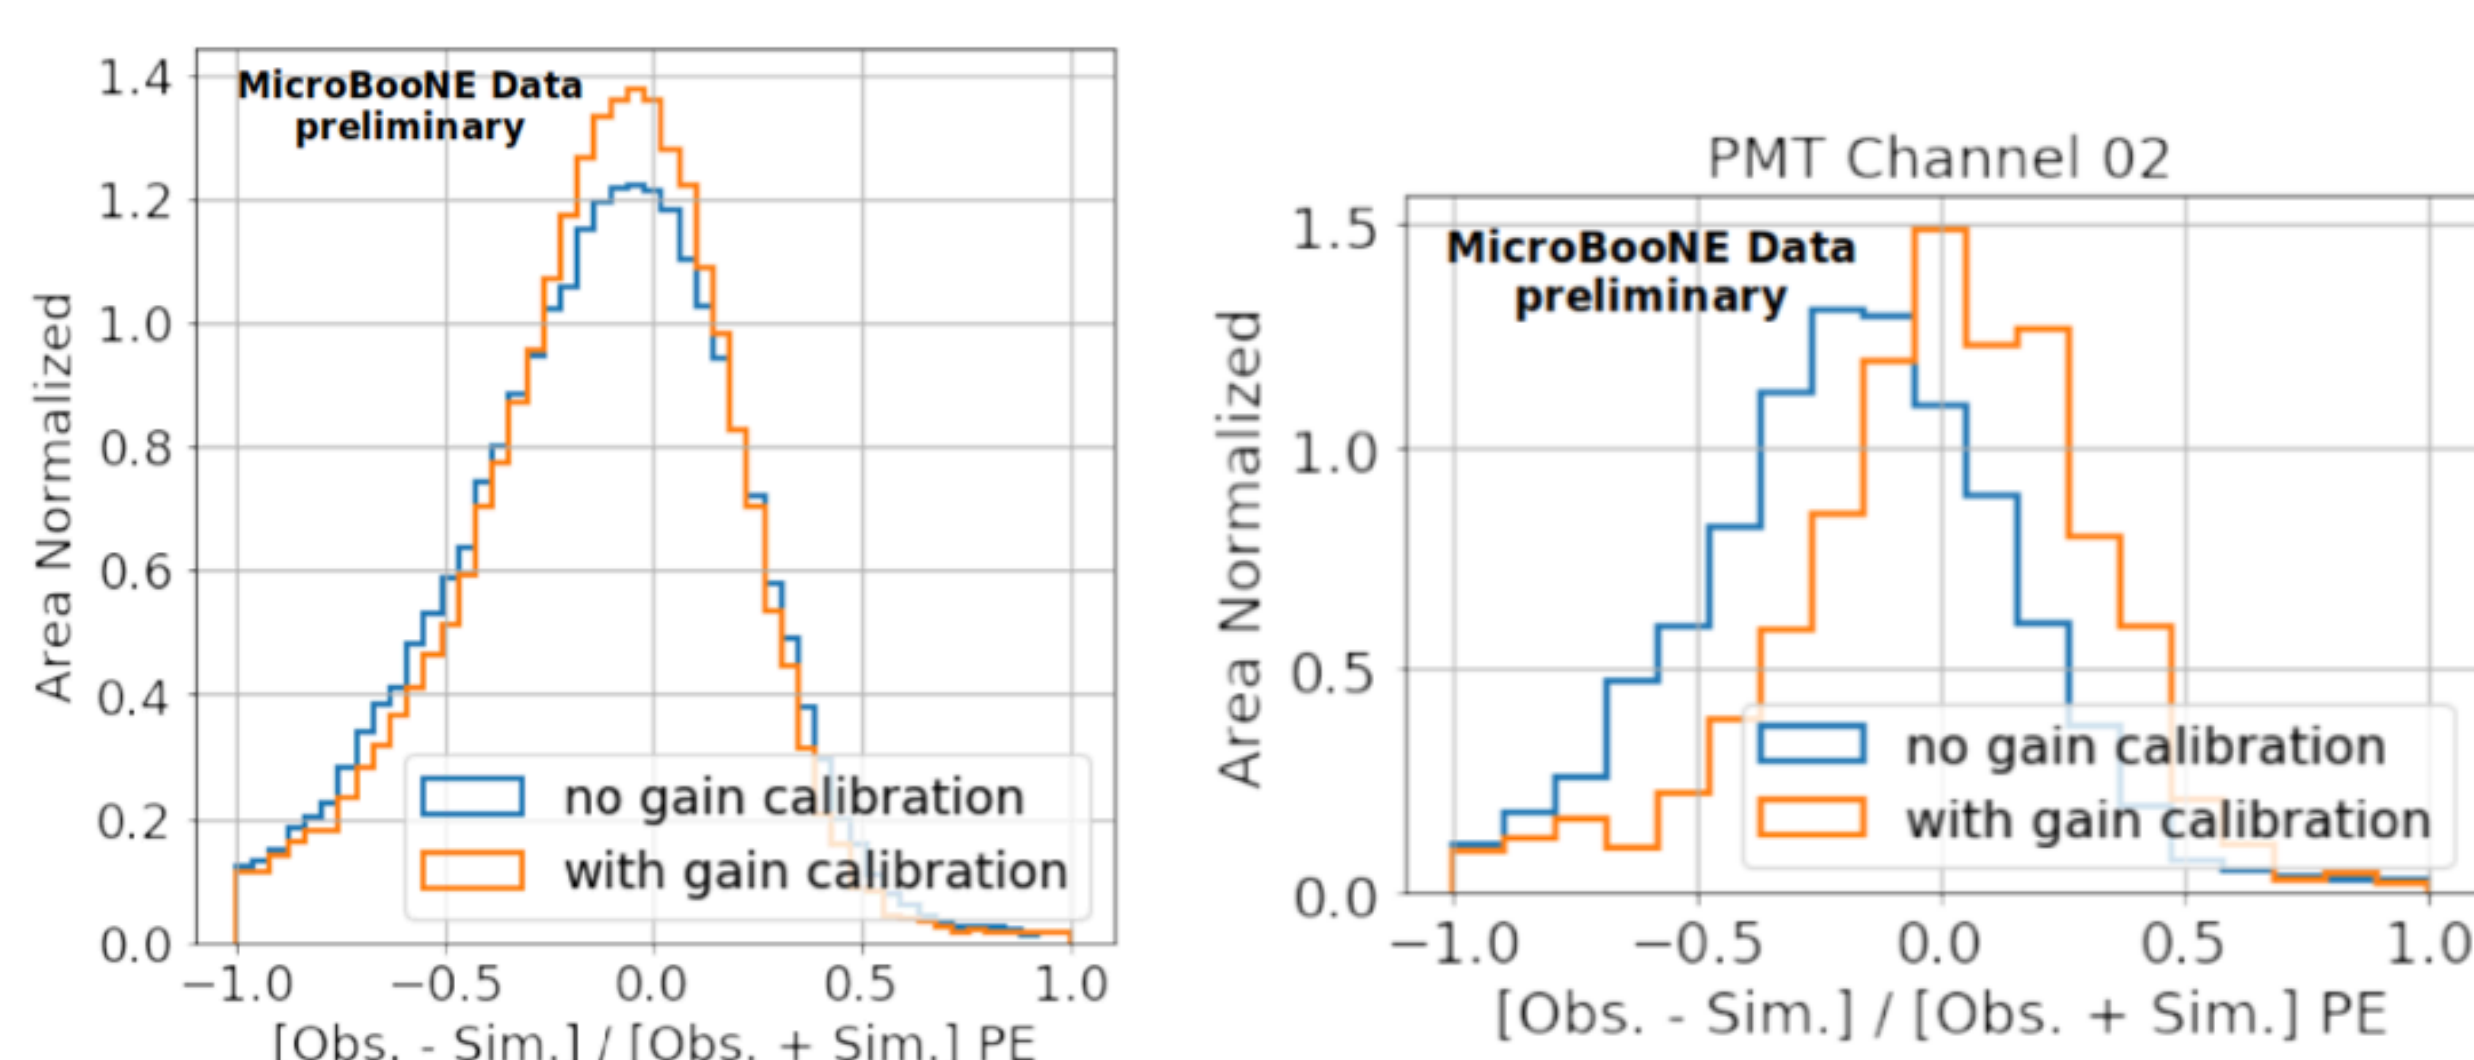 MicroBooNE Data
preliminary
1.4
1.2
1.0
0.8
0.6
0.4
0.2
0.0
Area Normalized
no gain calibration
with gain calibration
−1.0 −0.5 0.0 0.5 1.0
[Obs. - Sim.] / [Obs. + Sim.] PE
PMT Channel 02
MicroBooNE Data
preliminary
1.5
1.0
0.5
0.0
Area Normalized
no gain calibration
with gain calibration
−1.0 −0.5 0.0 0.5 1.0
[Obs. - Sim.] / [Obs. + Sim.] PE